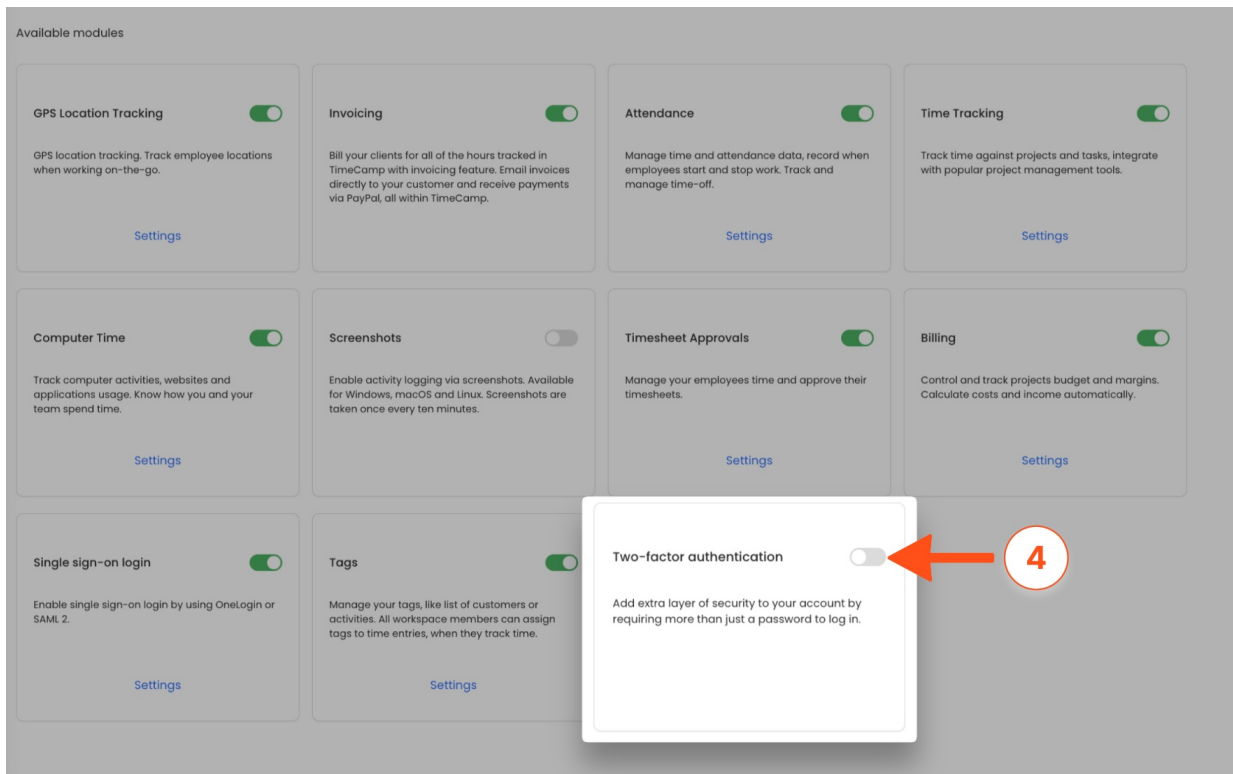 Available modules
GPS Location Tracking
GPS location tracking. Track employee locations
when working on-the-go.
Settings
Invoicing
Bill your clients for all of the hours tracked in
TimeCamp with invoicing feature. Email invoices
directly to your customer and receive payments
via PayPal, all within TimeCamp.
Attendance
Manage time and attendance data, record when
employees start and stop work. Track and
manage time-off.
Settings
Time Tracking
Track time against projects and tasks, integrate
with popular project management tools.
Settings
Computer Time
Track computer activities, websites and
applications usage. Know how you and your
team spend time.
Settings
Screenshots
Enable activity logging via screenshots. Available
for Windows, macOS and Linux. Screenshots are
taken once every ten minutes.
Timesheet Approvals
Manage your employees time and approve their
timesheets.
Settings
Billing
Control and track projects budget and margins.
Calculate costs and income automatically.
Settings
Single sign-on login
Enable single sign-on login by using OneLogin or
SAML 2.
Settings
Tags
Manage your tags, like list of customers or
activities. All workspace members can assign
tags to time entries, when they track time.
Settings
Two-factor authentication
Add extra layer of security to your account by
requiring more than just a password to log in.
4